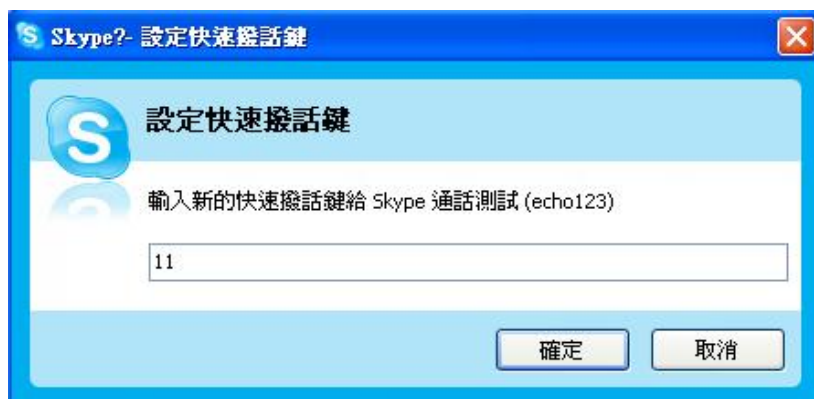 Skype?- 設定快速撥話鍵
設定快速撥話鍵
輸入新的快速撥話鍵給 Skype 通話測試 (echo123)
11
確定
取消